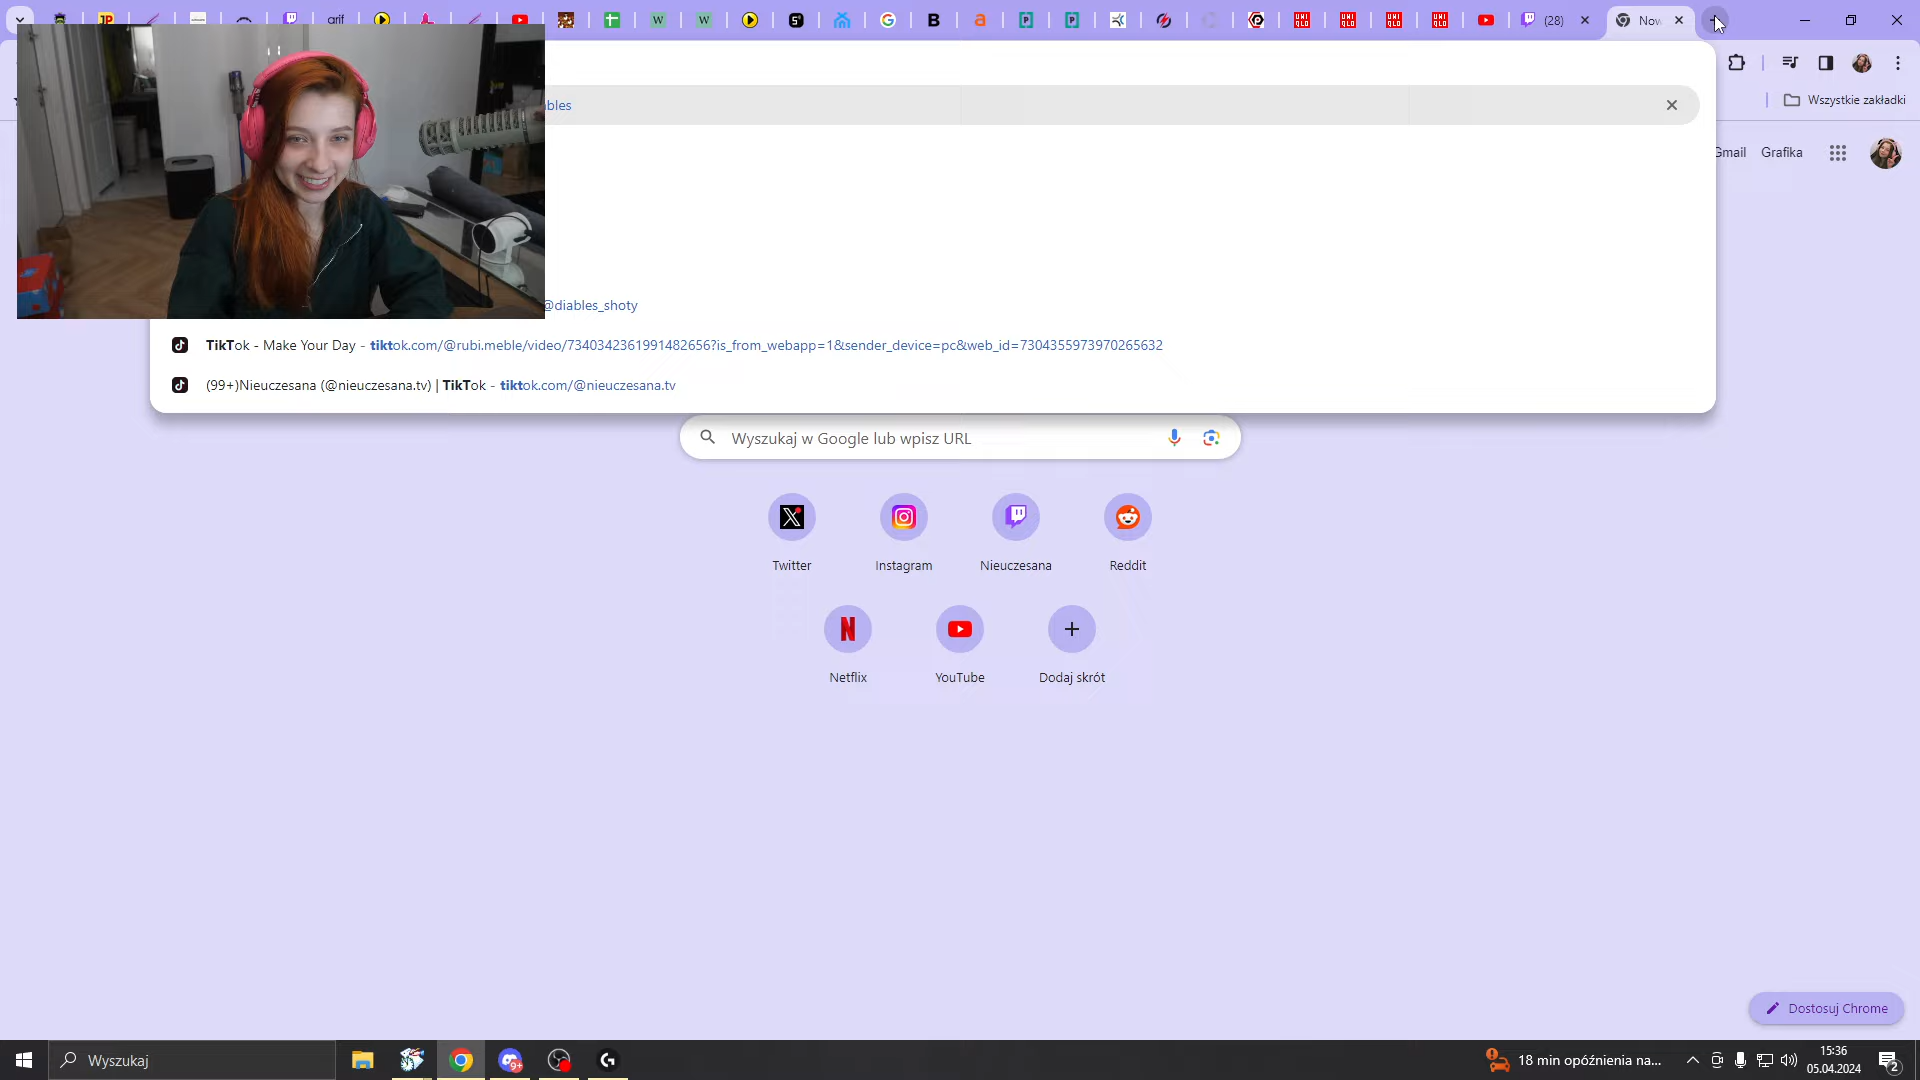 (28)
Now
bles
Wszystkie zakładki
Gmail
Grafika
@diables_shoty
TikTok - Make Your Day - tiktok.com/@rubi.meble/video/7340342361991482656?is_from_webapp=1&sender_device=pc&web_id=7304355973970265632
(99+)Nieuczesana (@nieuczesana.tv) | TikTok - tiktok.com/@nieuczesana.tv
Wyszukaj w Google lub wpisz URL
Twitter
Instagram
Nieuczesana
Reddit
Netflix
YouTube
Dodaj skrót
Dostosuj Chrome
Wyszukaj
9+
18 min opóźnienia na...
15:36
05.04.2024
2